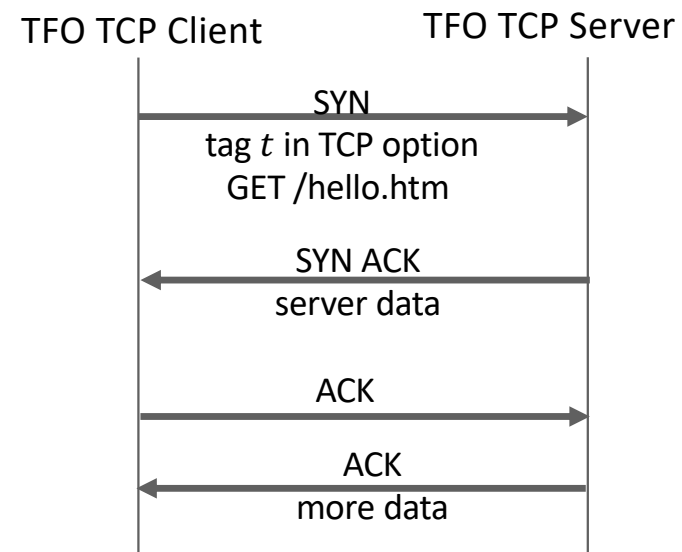 TFO TCP Client
TFO TCP Server
SYN
tag t in TCP option
GET /hello.htm
SYN ACK
server data
ACK
ACK
more data